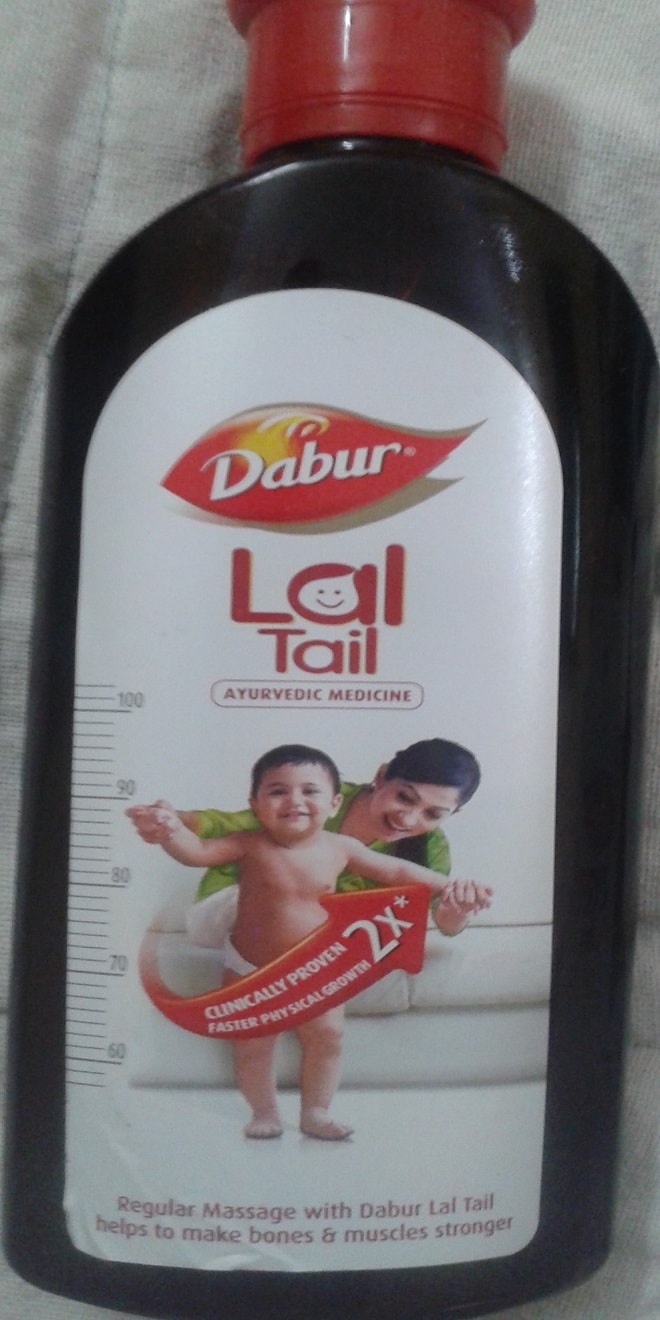 Dabur®
Lal
Tail
AYURVEDIC MEDICINE
100
90
80
70
60
CLINICALLY PROVEN 2x*
FASTER PHYSICAL GROWTH
Regular Massage with Dabur Lal Tail
helps to make bones & muscles stronger